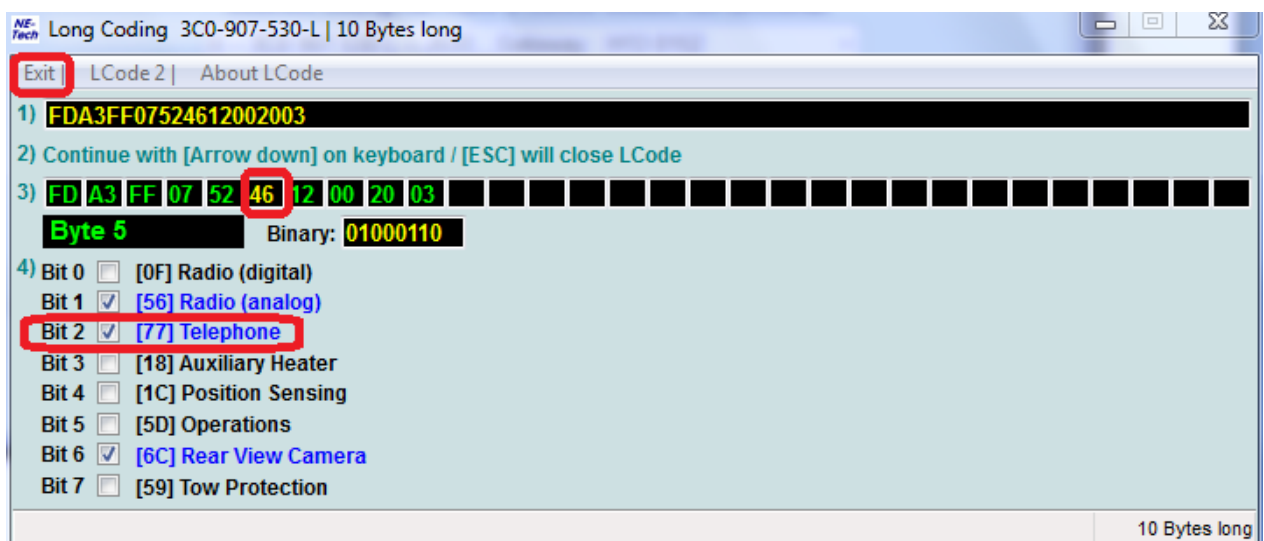 NE-Tech Long Coding 3C0-907-530-L | 10 Bytes long
Exit | LCode 2 | About LCode
1) FDA3FF07524612002003
2) Continue with [Arrow down] on keyboard / [ESC] will close LCode
3) FD A3 FF 07 52 46 12 00 20 03
Byte 5 Binary: 01000110
4) Bit 0 [0F] Radio (digital)
Bit 1 [56] Radio (analog)
Bit 2 [77] Telephone
Bit 3 [18] Auxiliary Heater
Bit 4 [1C] Position Sensing
Bit 5 [5D] Operations
Bit 6 [6C] Rear View Camera
Bit 7 [59] Tow Protection
10 Bytes long